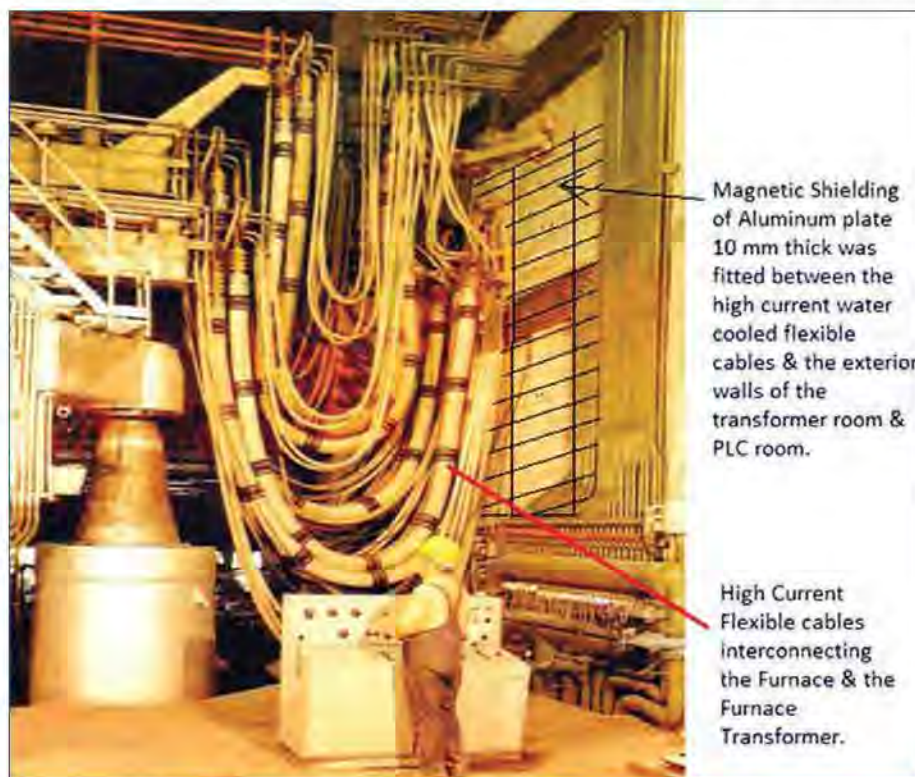 Magnetic Shielding
of Aluminum plate
10 mm thick was
fitted between the
high current water
cooled flexible
cables & the exterior
walls of the
transformer room &
PLC room.
High Current
Flexible cables
interconnecting
the Furnace & the
Furnace
Transformer.